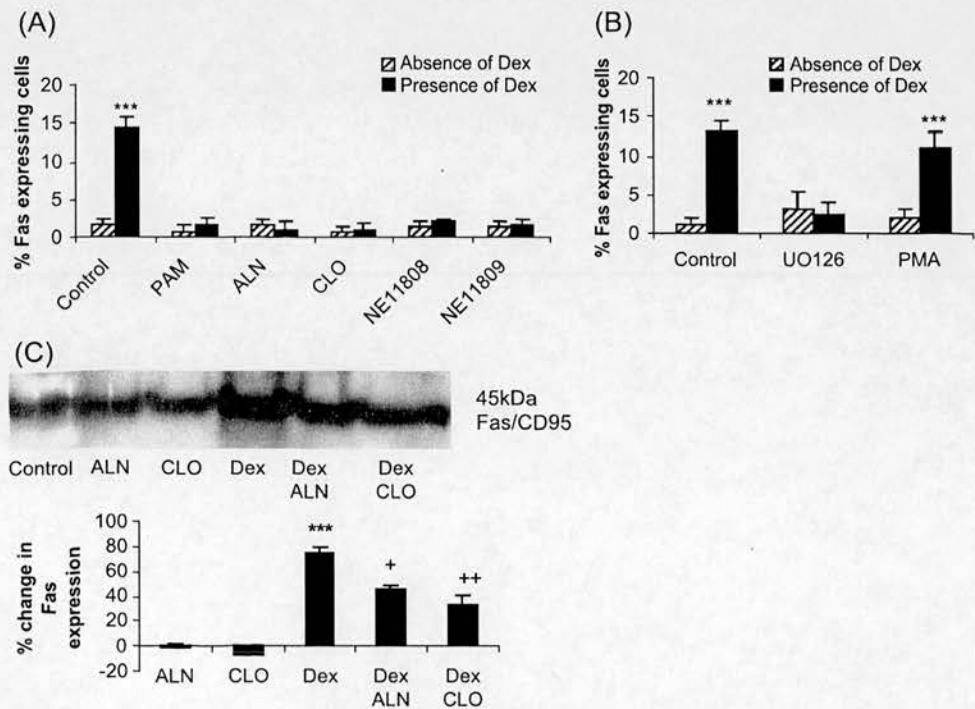 (A)
Absence of Dex
Presence of Dex
% Fas expressing cells
20
15
10
5
0
***
Control
PAM
ALN
CLO
NE11808
NE11809
(B)
Absence of Dex
Presence of Dex
% Fas expressing cells
20
15
10
5
0
***
***
Control
UO126
PMA
(C)
45kDa
Fas/CD95
Control
ALN
CLO
Dex
Dex
ALN
Dex
CLO
% change in
Fas
expression
100
80
60
40
20
0
-20
***
+
++
ALN
CLO
Dex
Dex
ALN
Dex
CLO